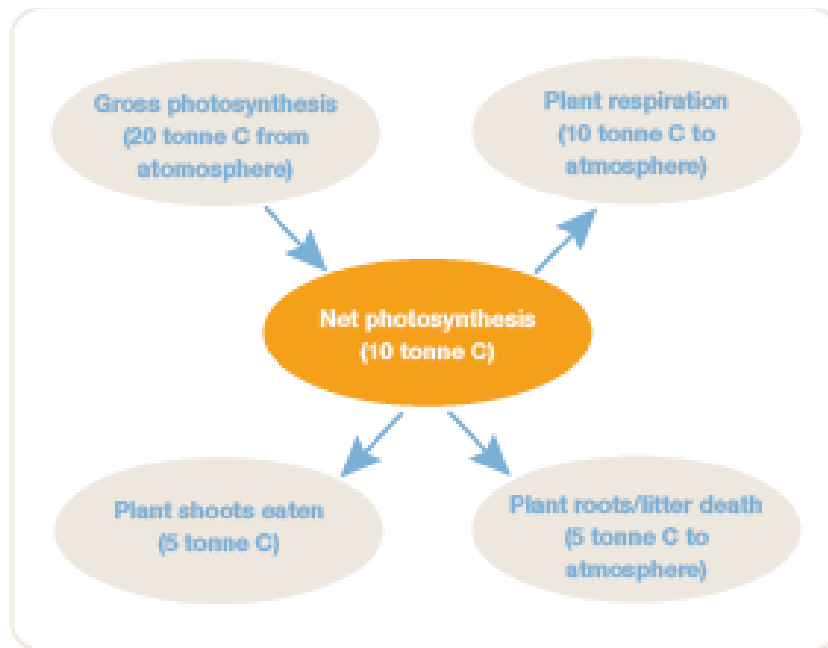 Gross photosynthesis
(20 tonne C from
atomosphere)
Plant respiration
(10 tonne C to
atmosphere)
Net photosynthesis
(10 tonne C)
Plant shoots eaten
(5 tonne C)
Plant roots/litter death
(5 tonne C to
atmosphere)